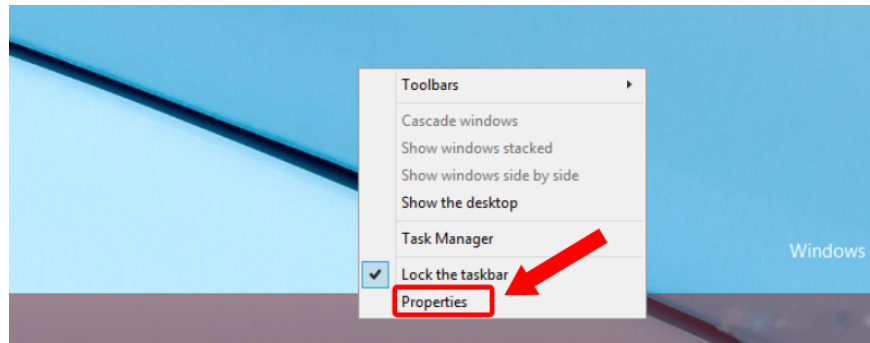 Toolbars
Cascade windows
Show windows stacked
Show windows side by side
Show the desktop
Task Manager
Windows
Lock the taskbar
Properties